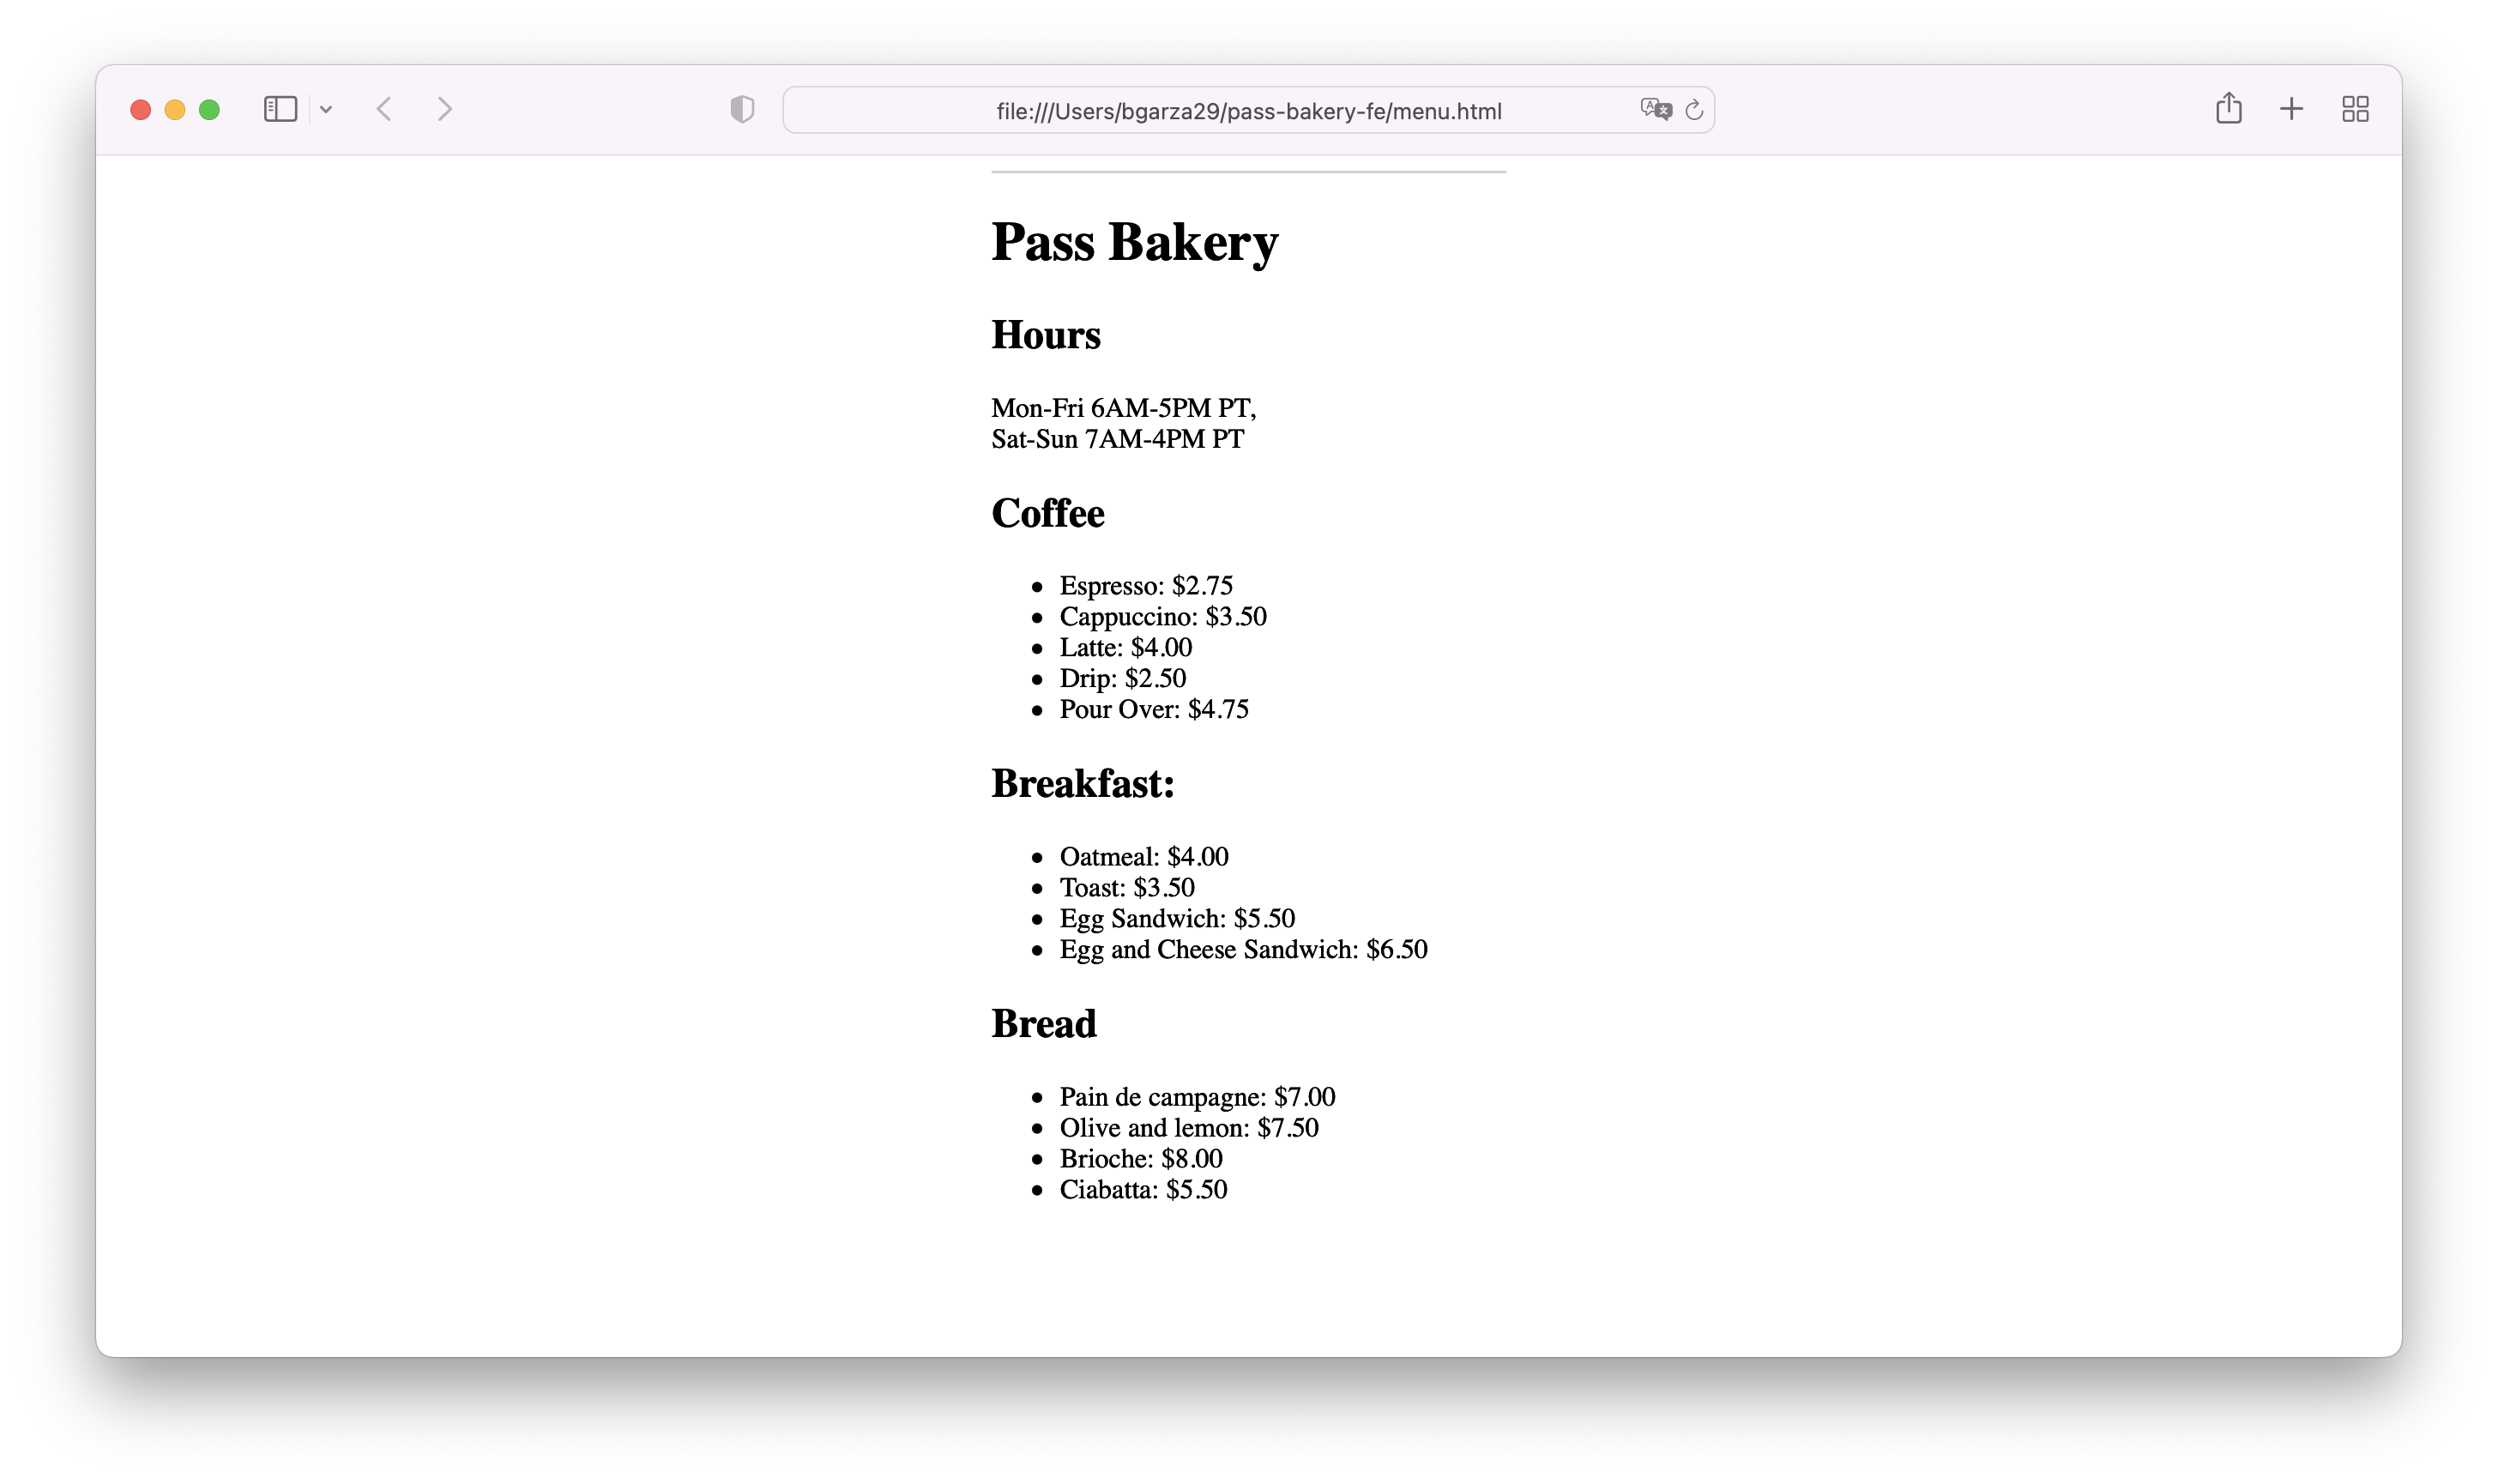 file:///Users/bgarza29/pass-bakery-fe/menu.html
Pass Bakery
Hours
Mon-Fri 6AM-5PM PT,
Sat-Sun 7AM-4PM PT
Coffee
Espresso: $2.75
Cappuccino: $3.50
Latte: $4.00
Drip: $2.50
Pour Over: $4.75
Breakfast:
Oatmeal: $4.00
Toast: $3.50
Egg Sandwich: $5.50
Egg and Cheese Sandwich: $6.50
Bread
Pain de campagne: $7.00
Olive and lemon: $7.50
Brioche: $8.00
Ciabatta: $5.50